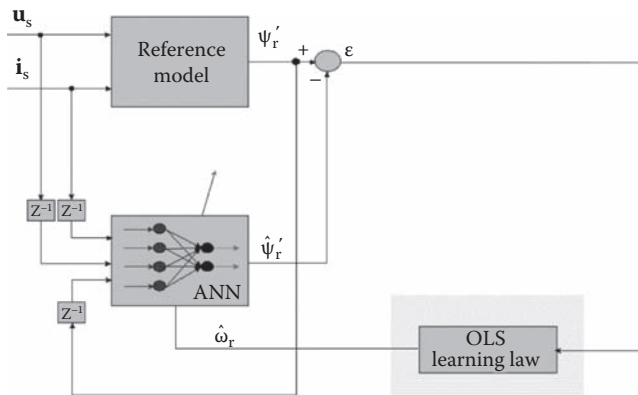 u_s
i_s
Reference
model
ψ_r′
+
−
ε
Z⁻¹
Z⁻¹
Z⁻¹
ANN
ψ̂_r′
ω̂_r
OLS
learning law